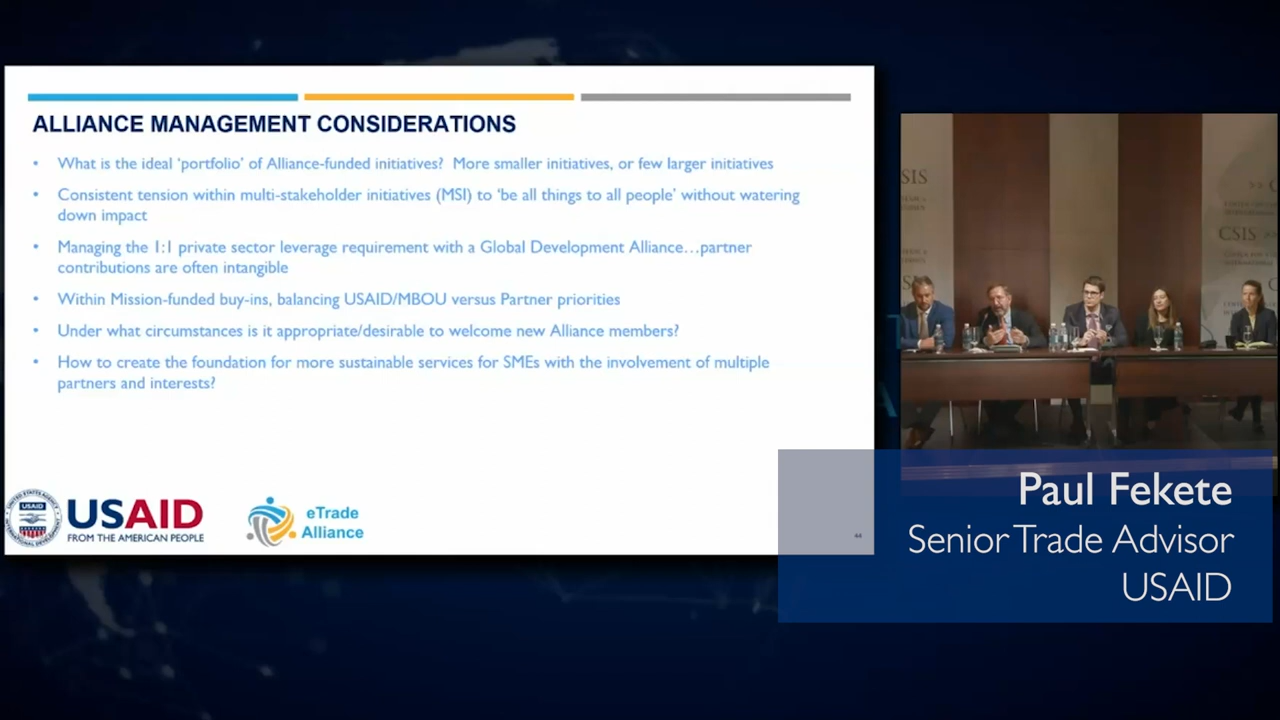 ALLIANCE MANAGEMENT CONSIDERATIONS
• What is the ideal ‘portfolio’ of Alliance-funded initiatives? More smaller initiatives, or few larger initiatives
• Consistent tension within multi-stakeholder initiatives (MSI) to ‘be all things to all people’ without watering
down impact
• Managing the 1:1 private sector leverage requirement with a Global Development Alliance…partner
contributions are often intangible
• Within Mission-funded buy-ins, balancing USAID/MBOU versus Partner priorities
• Under what circumstances is it appropriate/desirable to welcome new Alliance members?
• How to create the foundation for more sustainable services for SMEs with the involvement of multiple
partners and interests?
USAID
USAID
FROM THE AMERICAN PEOPLE
eTrade
Alliance
44
SIS
CSIS
Paul Fekete
Senior Trade Advisor
USAID